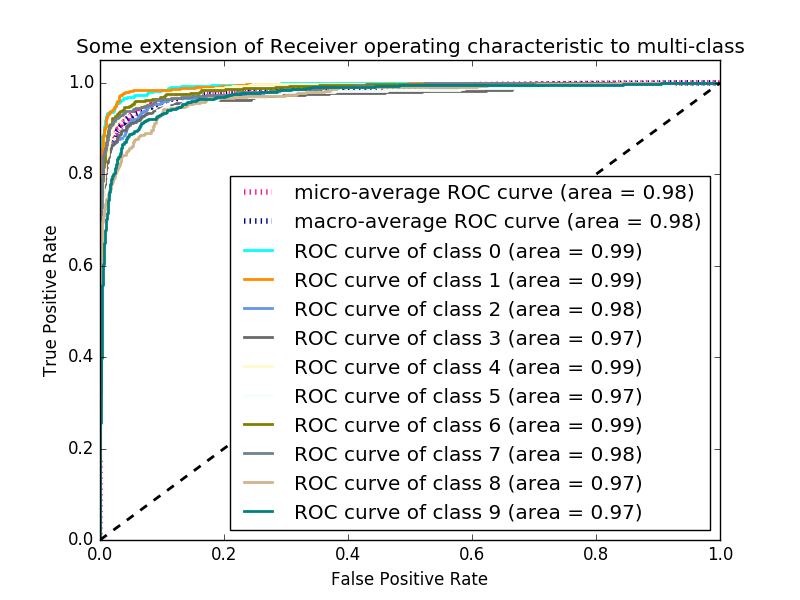 Some extension of Receiver operating characteristic to multi-class
1.0
0.8
0.6
0.4
0.2
0.0
True Positive Rate
micro-average ROC curve (area = 0.98)
macro-average ROC curve (area = 0.98)
ROC curve of class 0 (area = 0.99)
ROC curve of class 1 (area = 0.99)
ROC curve of class 2 (area = 0.98)
ROC curve of class 3 (area = 0.97)
ROC curve of class 4 (area = 0.99)
ROC curve of class 5 (area = 0.97)
ROC curve of class 6 (area = 0.99)
ROC curve of class 7 (area = 0.98)
ROC curve of class 8 (area = 0.97)
ROC curve of class 9 (area = 0.97)
0.0 0.2 0.4 0.6 0.8 1.0
False Positive Rate